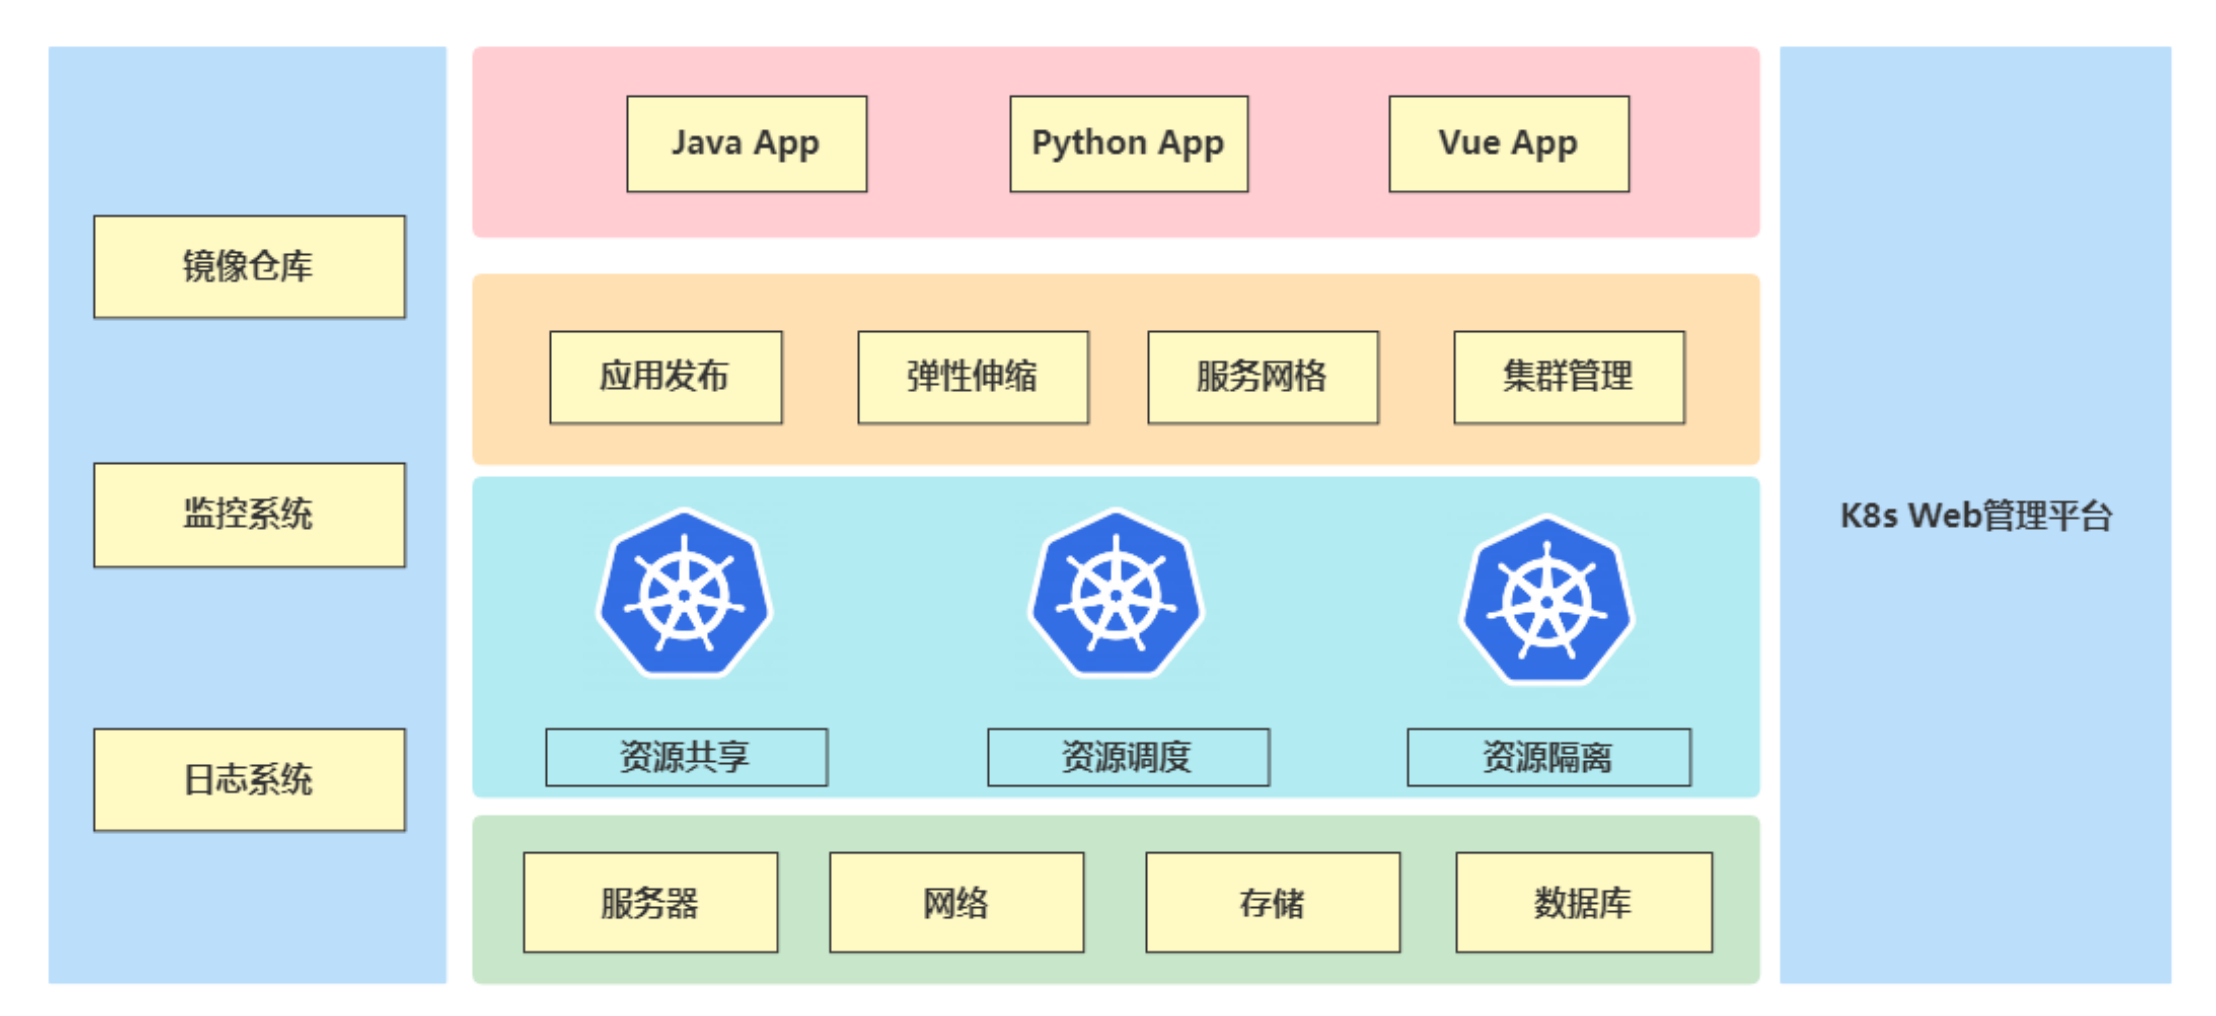 镜像仓库
监控系统
日志系统
Java App
Python App
Vue App
应用发布
弹性伸缩
服务网格
集群管理
资源共享
资源调度
资源隔离
服务器
网络
存储
数据库
K8s Web管理平台